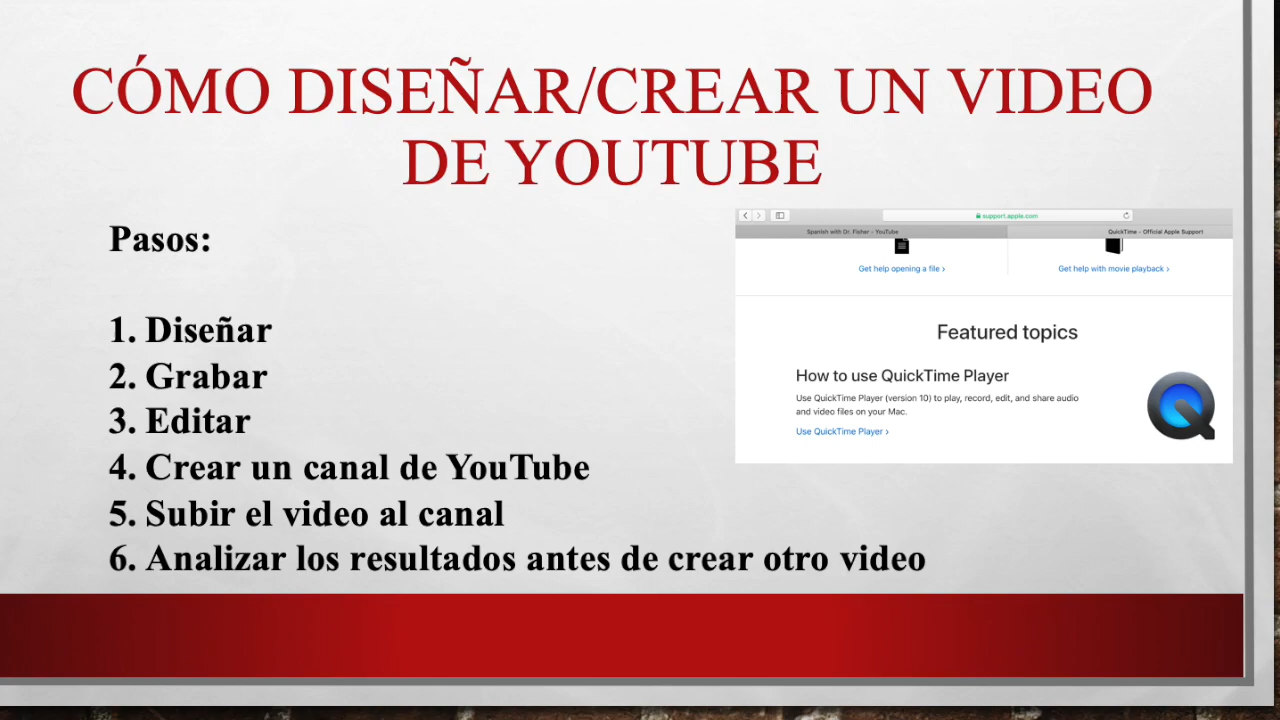 CÓMO DISEÑAR/CREAR UN VIDEO
DE YOUTUBE
Pasos:
1. Diseñar
2. Grabar
3. Editar
4. Crear un canal de YouTube
5. Subir el video al canal
6. Analizar los resultados antes de crear otro video
support.apple.com
Spanish with Dr. Fisher - YouTube
QuickTime - Official Apple Support
Get help opening a file >
Get help with movie playback >
Featured topics
How to use QuickTime Player
Use QuickTime Player (version 10) to play, record, edit, and share audio
and video files on your Mac.
Use QuickTime Player >